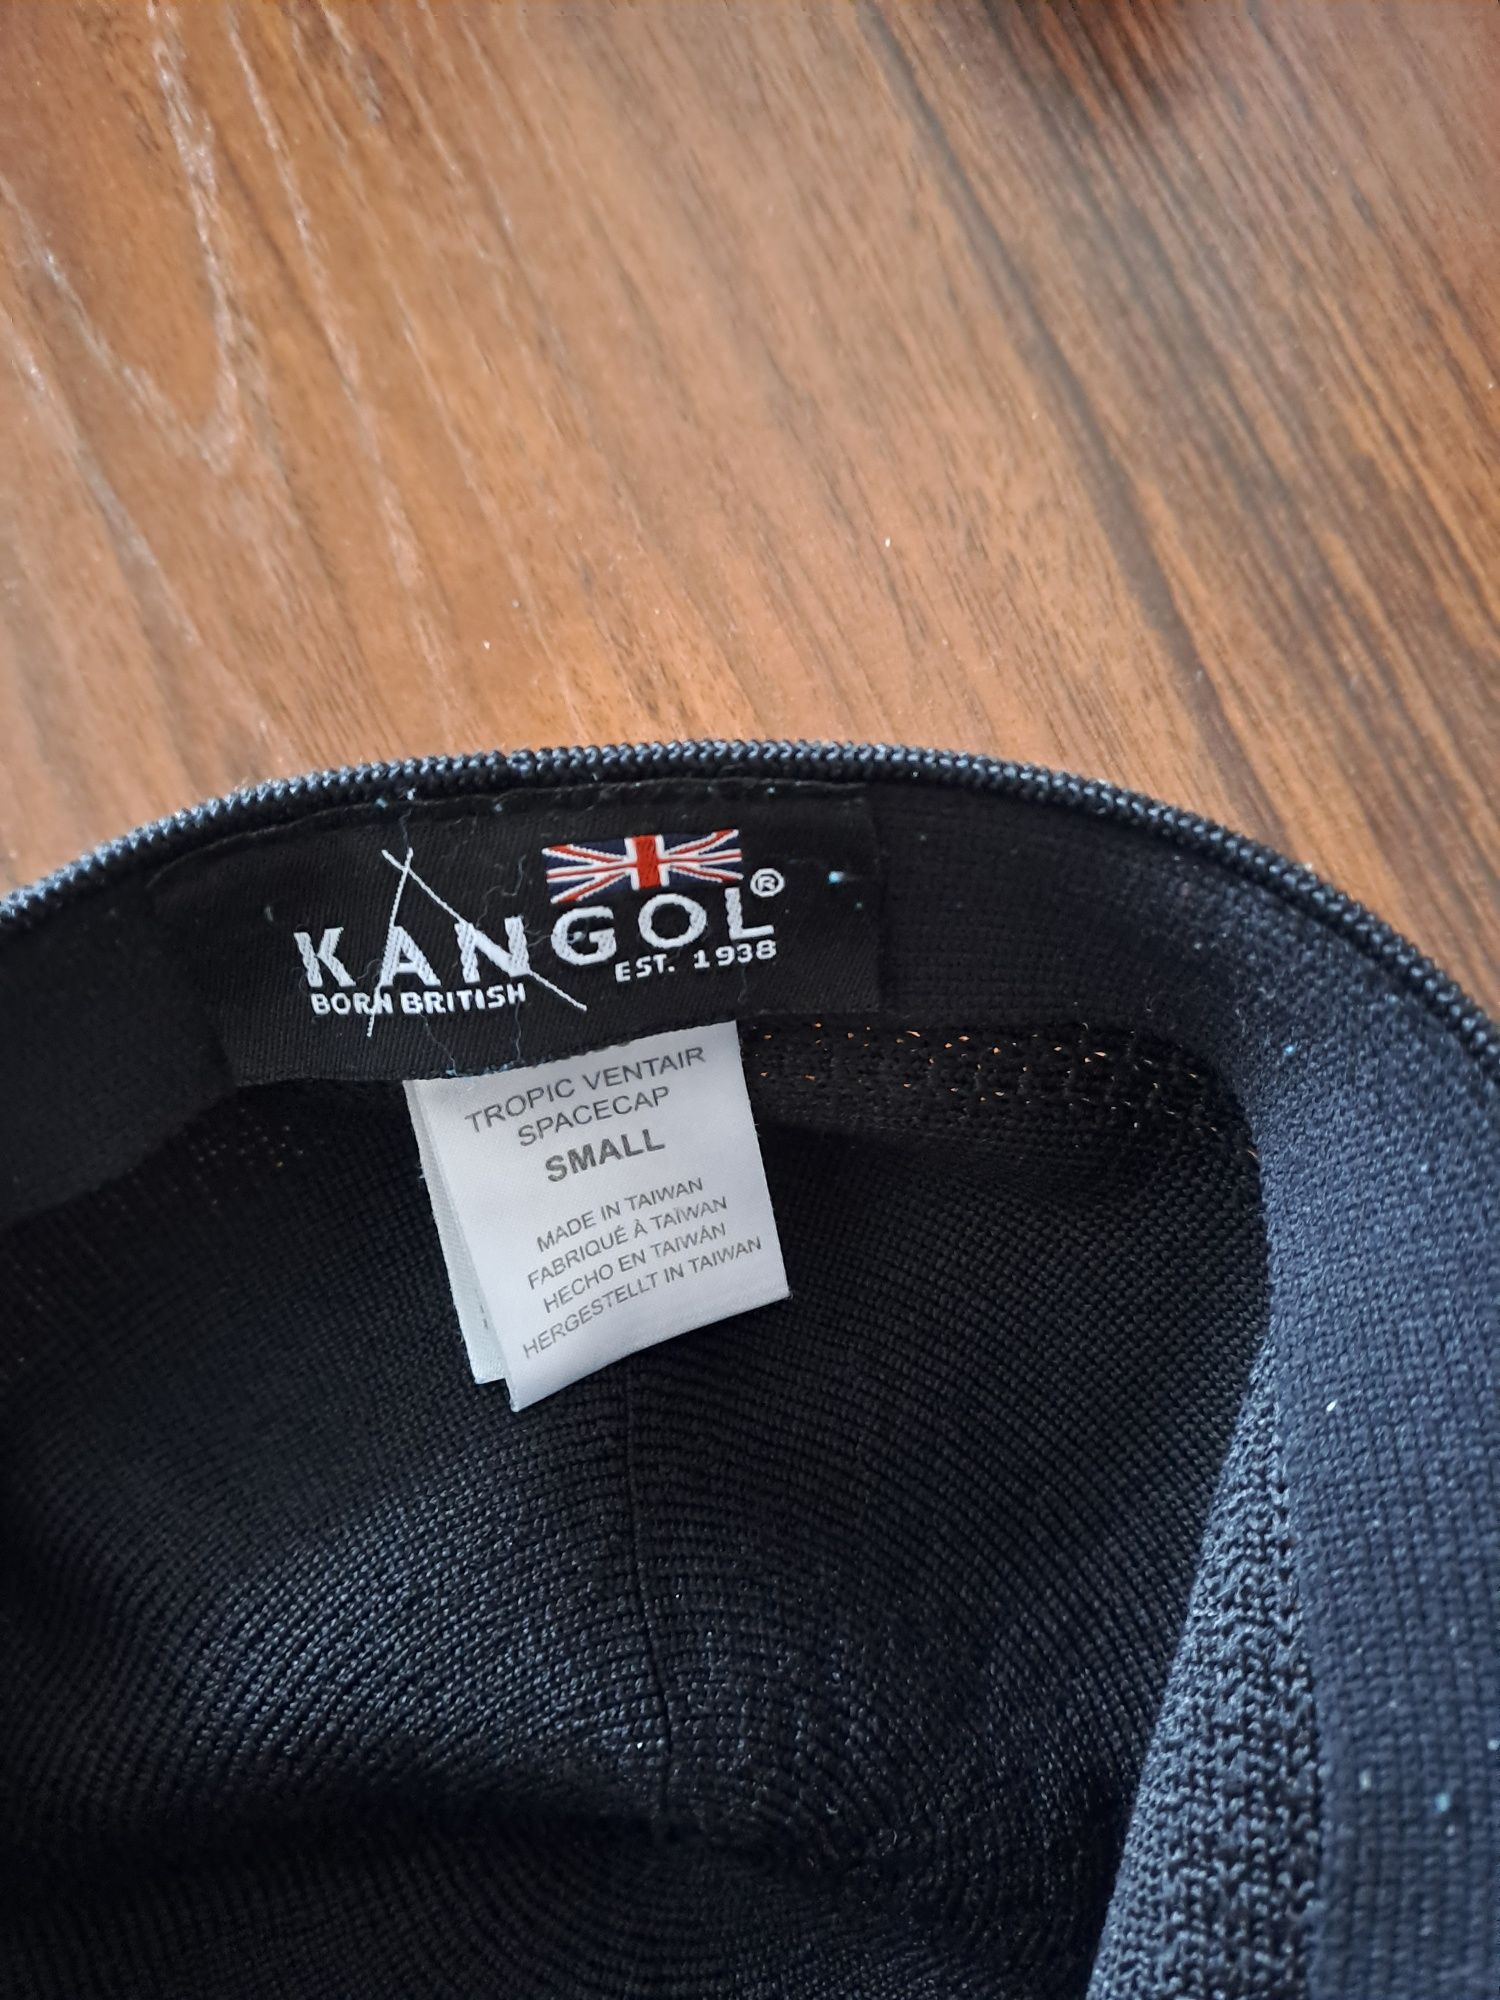 KANGOL®
BORN BRITISH EST. 1938
TROPIC VENTAIR
SPACECAP
SMALL
MADE IN TAIWAN
FABRIQUÉ À TAÏWAN
HECHO EN TAIWÁN
HERGESTELLT IN TAIWAN